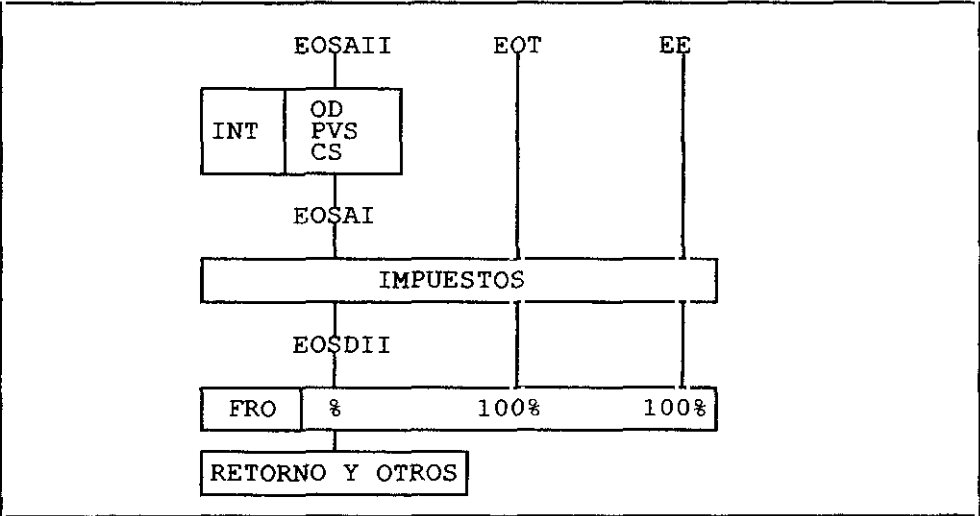 EOSAII EOT EE
OD
INT PVS
CS
EOSAI
IMPUESTOS
EOSDII
FRO % 100% 100%
RETORNO Y OTROS